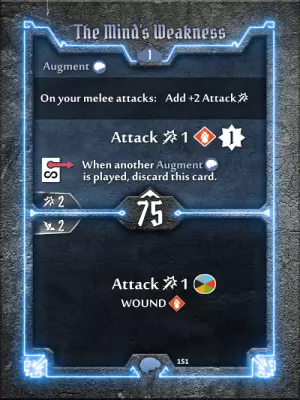 The Mind's Weakness
1
Augment
On your melee attacks: Add +2 Attack
Attack 1 1
When another Augment
is played, discard this card.
2
75
2
Attack 1
WOUND
151